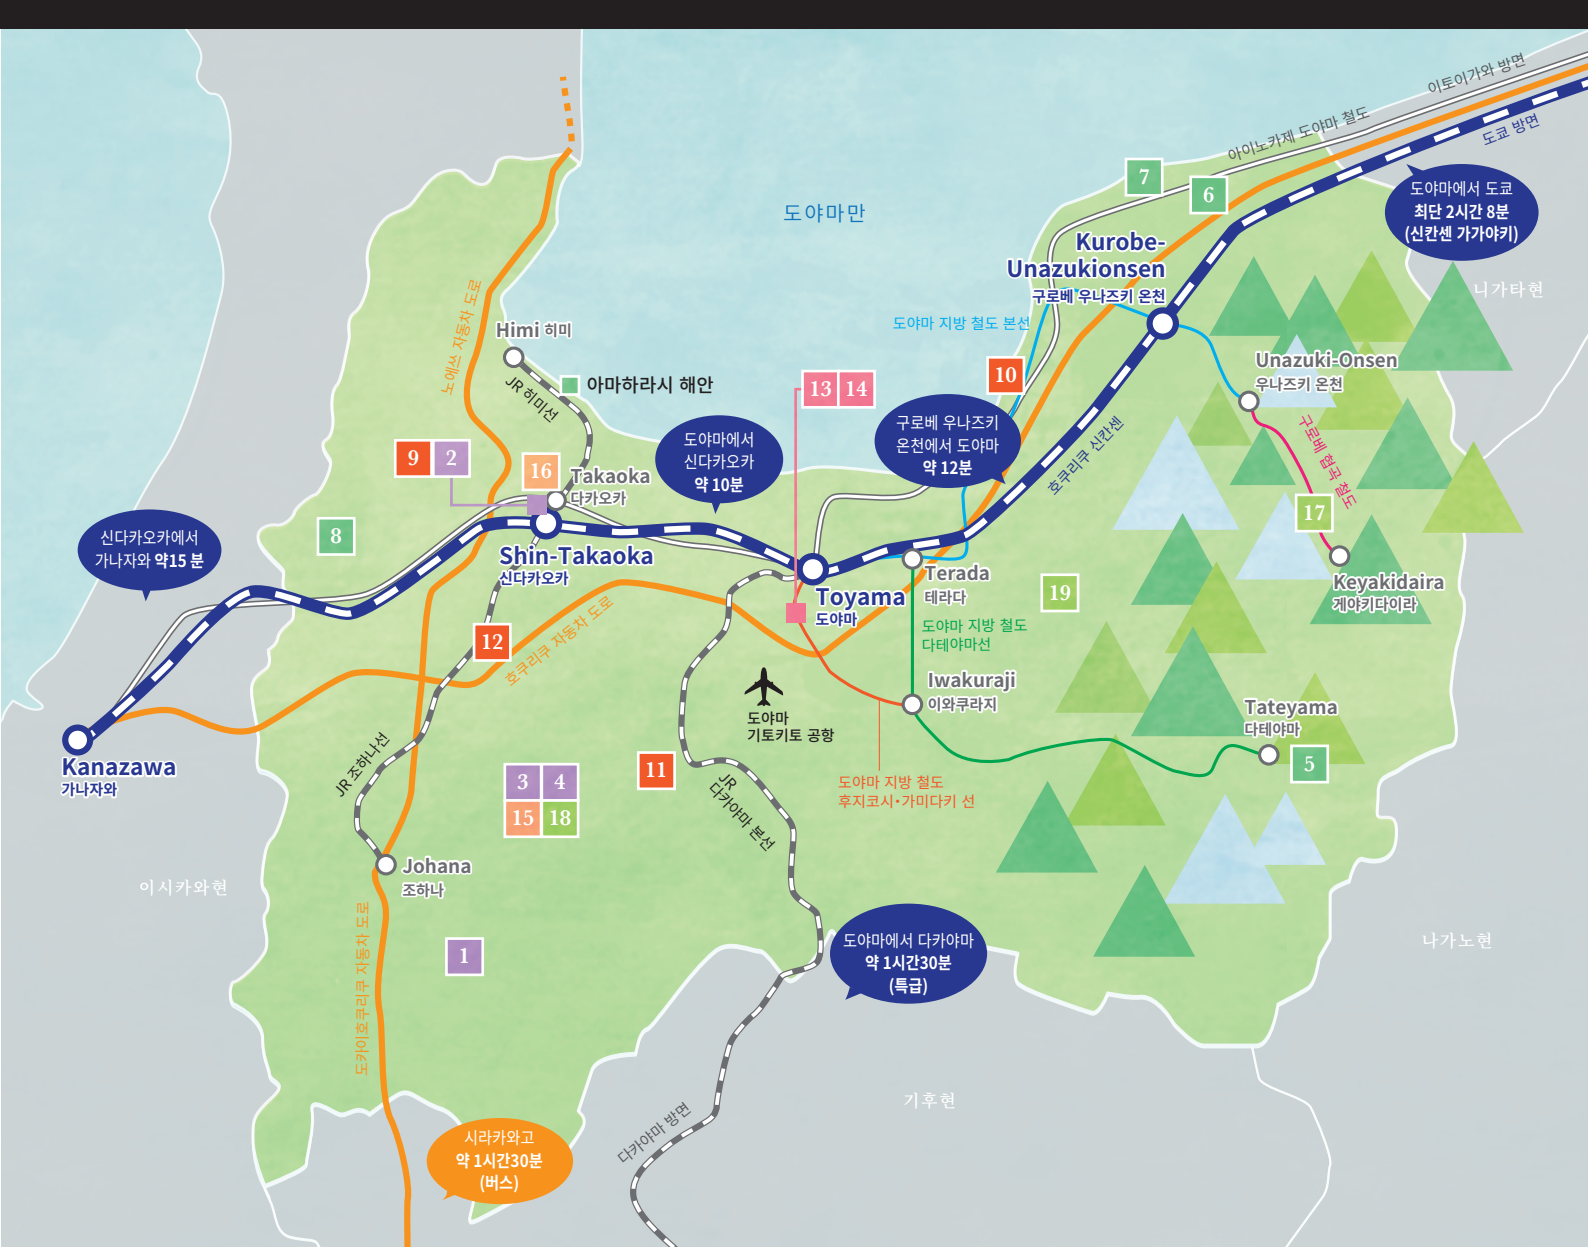 이토이가와 방면
아이노카제 도야마 철도
도쿄 방면
7
6
도야마에서 도쿄
최단 2시간 8분
(신칸센 가가야키)
도야마만
Kurobe-
Unazukionsen
구로베 우나즈키 온천
니가타현
노에쓰 자동차 도로
Himi 히미
도야마 지방 철도 본선
JR 히미선
아마하라시 해안
13 14
10
Unazuki-Onsen
우나즈키 온천
도야마에서
신다카오카
약 10분
구로베 우나즈키
온천에서 도야마
약 12분
호쿠리쿠 신칸센
구로베 협곡 철도
9 2
16
Takaoka
다카오카
17
신다카오카에서
가나자와 약15 분
8
Shin-Takaoka
신다카오카
Toyama
도야마
Terada
테라다
19
Keyakidaira
게야키다이라
12
호쿠리쿠 자동차 도로
도야마 지방 철도
다테야마선
Iwakuraji
이와쿠라지
Tateyama
다테야마
도야마
기토키토 공항
Kanazawa
가나자와
JR 조하나선
11
5
3 4
15 18
JR
다카야마 본선
도야마 지방 철도
후지코시·가미다키 선
Johana
조하나
이시카와현
1
도야마에서 다카야마
약 1시간30분
(특급)
나가노현
도카이호쿠리쿠 자동차 도로
기후현
다카야마 방면
시라카와고
약 1시간30분
(버스)